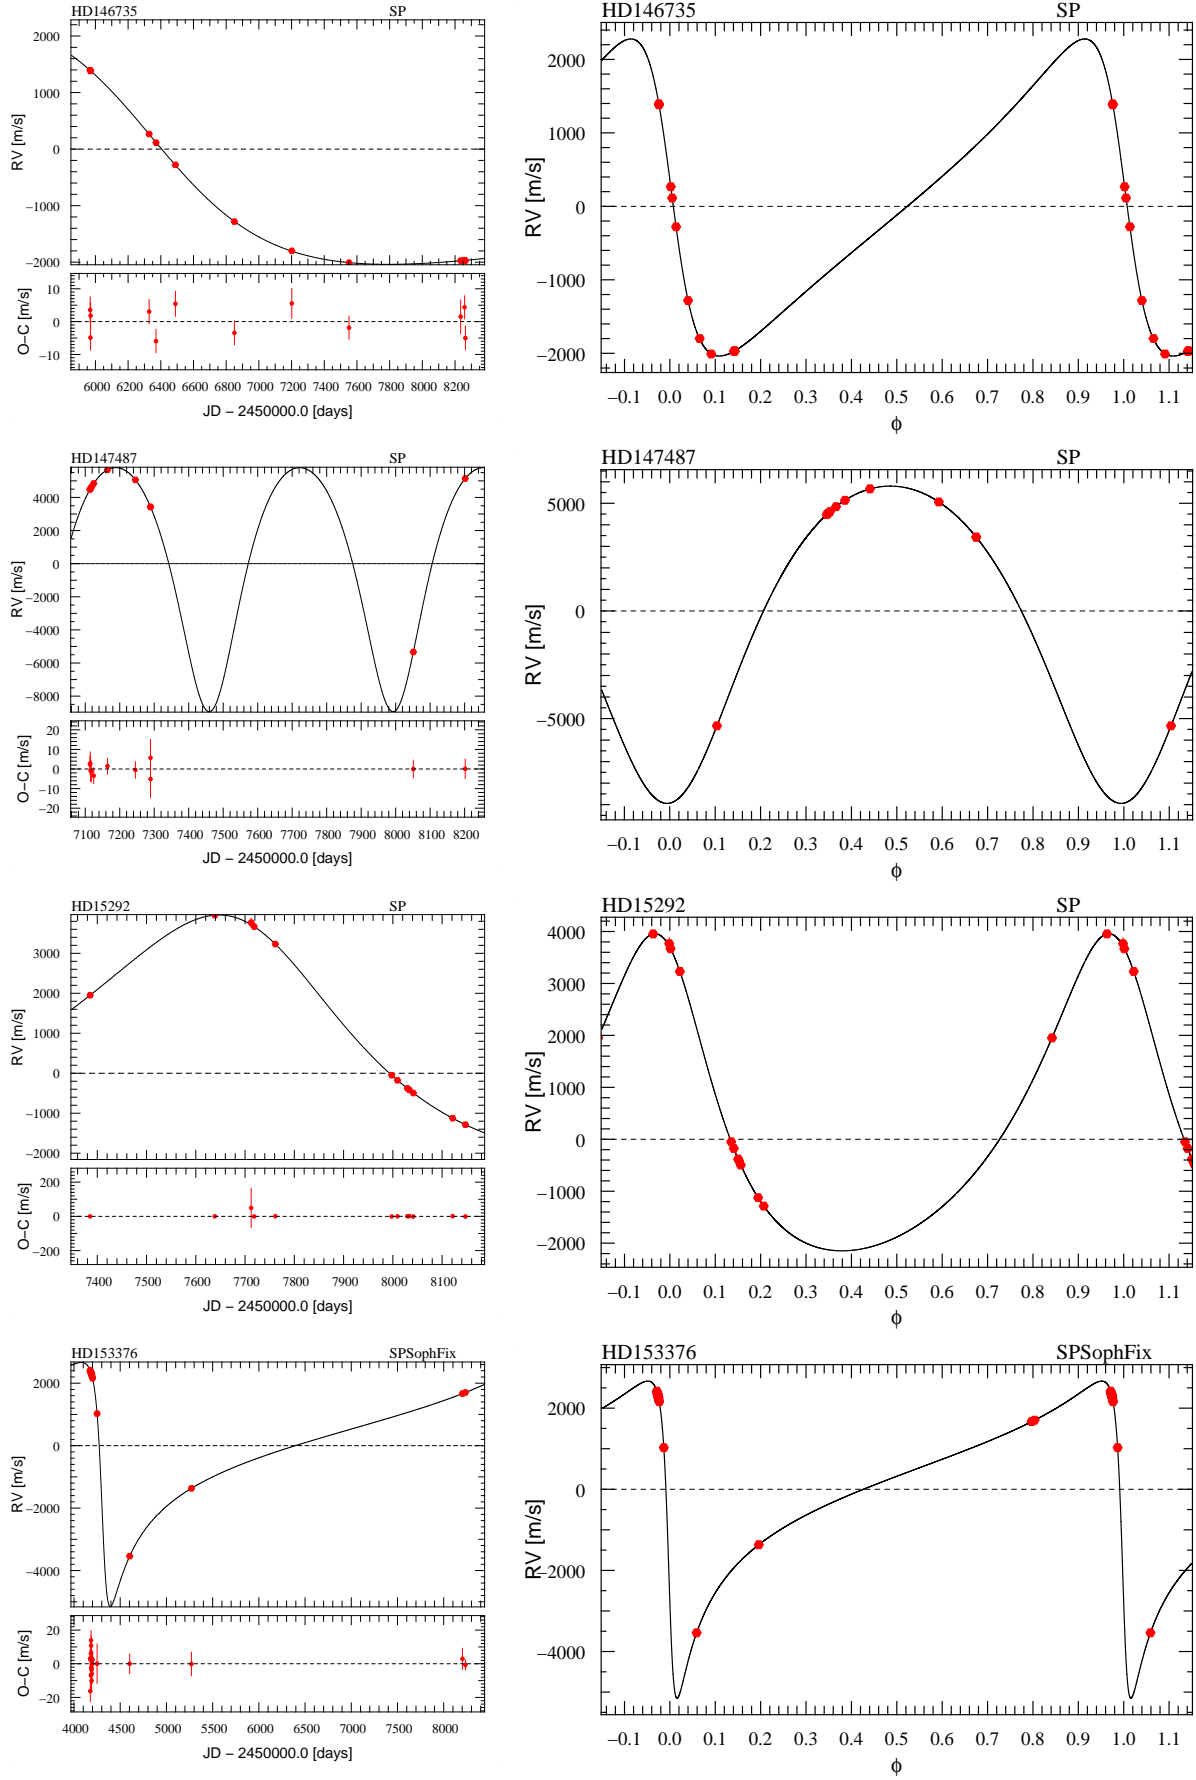 HD146735 SP
2000
1000
0
−1000
−2000
RV [m/s]
10
0
−10
O−C [m/s]
6000 6200 6400 6600 6800 7000 7200 7400 7600 7800 8000 8200
JD − 2450000.0 [days]
HD146735 SP
2000
1000
0
−1000
−2000
RV [m/s]
−0.1 0.0 0.1 0.2 0.3 0.4 0.5 0.6 0.7 0.8 0.9 1.0 1.1
ϕ
HD147487 SP
4000
2000
0
−2000
−4000
−6000
−8000
RV [m/s]
20
10
0
−10
−20
O−C [m/s]
7100 7200 7300 7400 7500 7600 7700 7800 7900 8000 8100 8200
JD − 2450000.0 [days]
HD147487 SP
5000
0
−5000
RV [m/s]
−0.1 0.0 0.1 0.2 0.3 0.4 0.5 0.6 0.7 0.8 0.9 1.0 1.1
ϕ
HD15292 SP
3000
2000
1000
0
−1000
−2000
RV [m/s]
200
0
−200
O−C [m/s]
7400 7500 7600 7700 7800 7900 8000 8100
JD − 2450000.0 [days]
HD15292 SP
4000
3000
2000
1000
0
−1000
−2000
RV [m/s]
−0.1 0.0 0.1 0.2 0.3 0.4 0.5 0.6 0.7 0.8 0.9 1.0 1.1
ϕ
HD153376 SPSophFix
2000
0
−2000
−4000
RV [m/s]
20
0
−20
O−C [m/s]
4000 4500 5000 5500 6000 6500 7000 7500 8000
JD − 2450000.0 [days]
HD153376 SPSophFix
2000
0
−2000
−4000
RV [m/s]
−0.1 0.0 0.1 0.2 0.3 0.4 0.5 0.6 0.7 0.8 0.9 1.0 1.1
ϕ